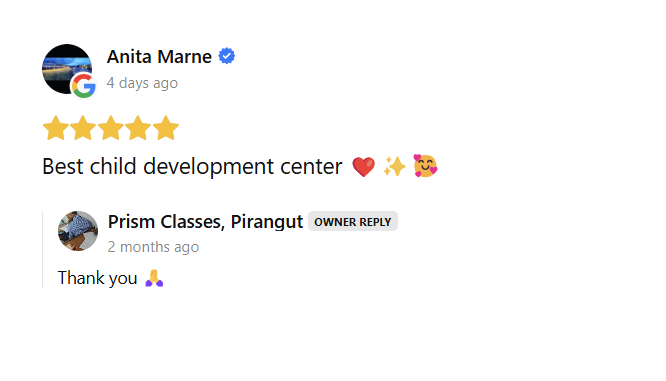 Anita Marne
4 days ago
Best child development center ❤️ ✨ 🥰
Prism Classes, Pirangut OWNER REPLY
2 months ago
Thank you 🙏